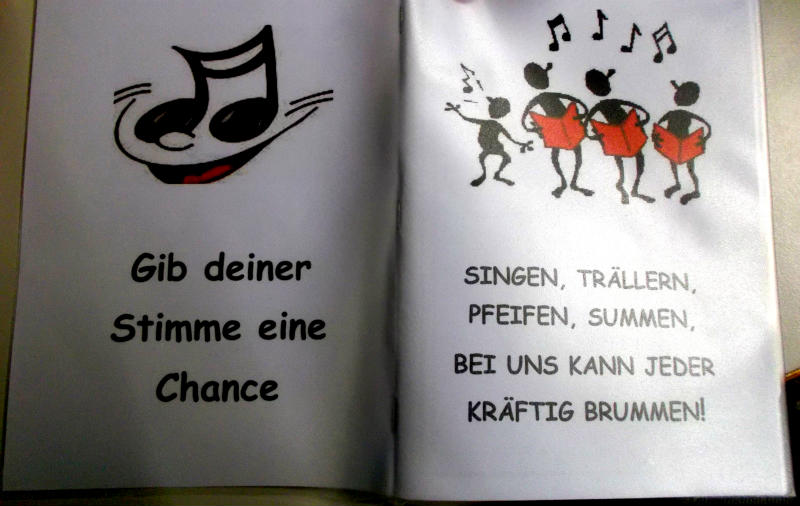 Gib deiner
Stimme eine
Chance
SINGEN, TRÄLLERN,
PFEIFEN, SUMMEN,
BEI UNS KANN JEDER
KRÄFTIG BRUMMEN!